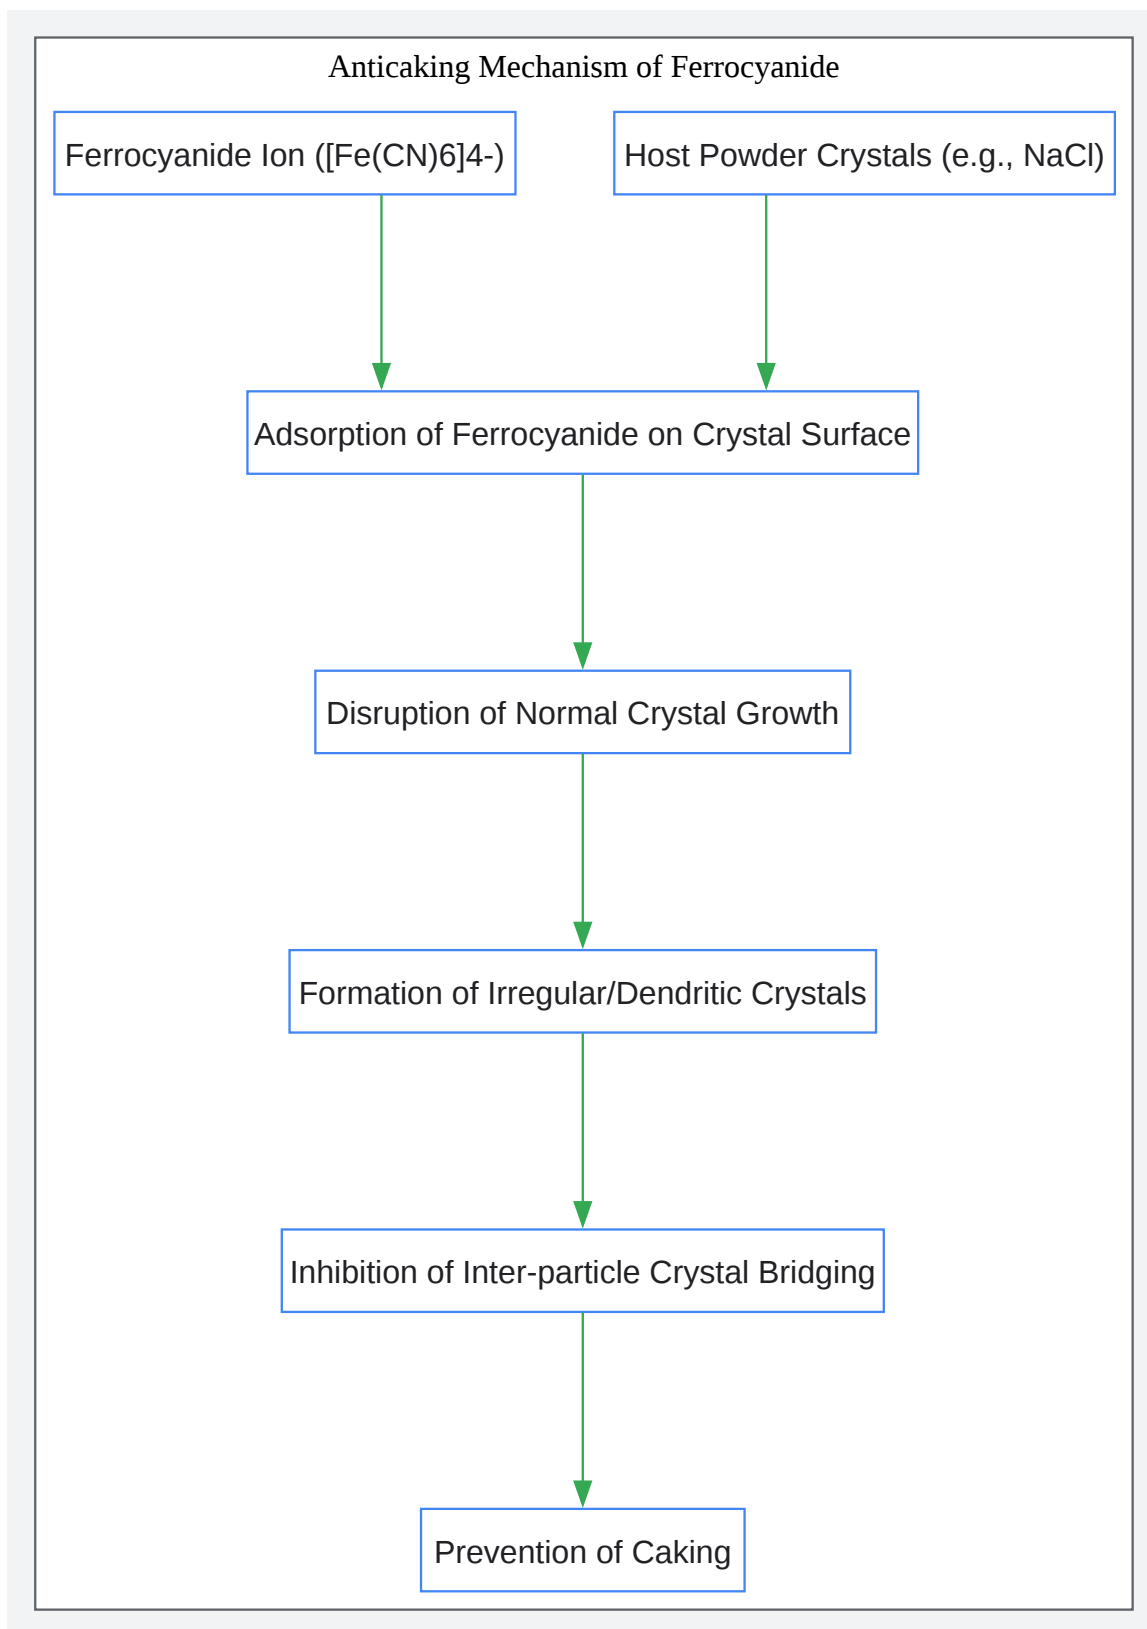 Anticaking Mechanism of Ferrocyanide
Ferrocyanide Ion ([Fe(CN)6]4-)
Host Powder Crystals (e.g., NaCl)
Adsorption of Ferrocyanide on Crystal Surface
Disruption of Normal Crystal Growth
Formation of Irregular/Dendritic Crystals
Inhibition of Inter-particle Crystal Bridging
Prevention of Caking